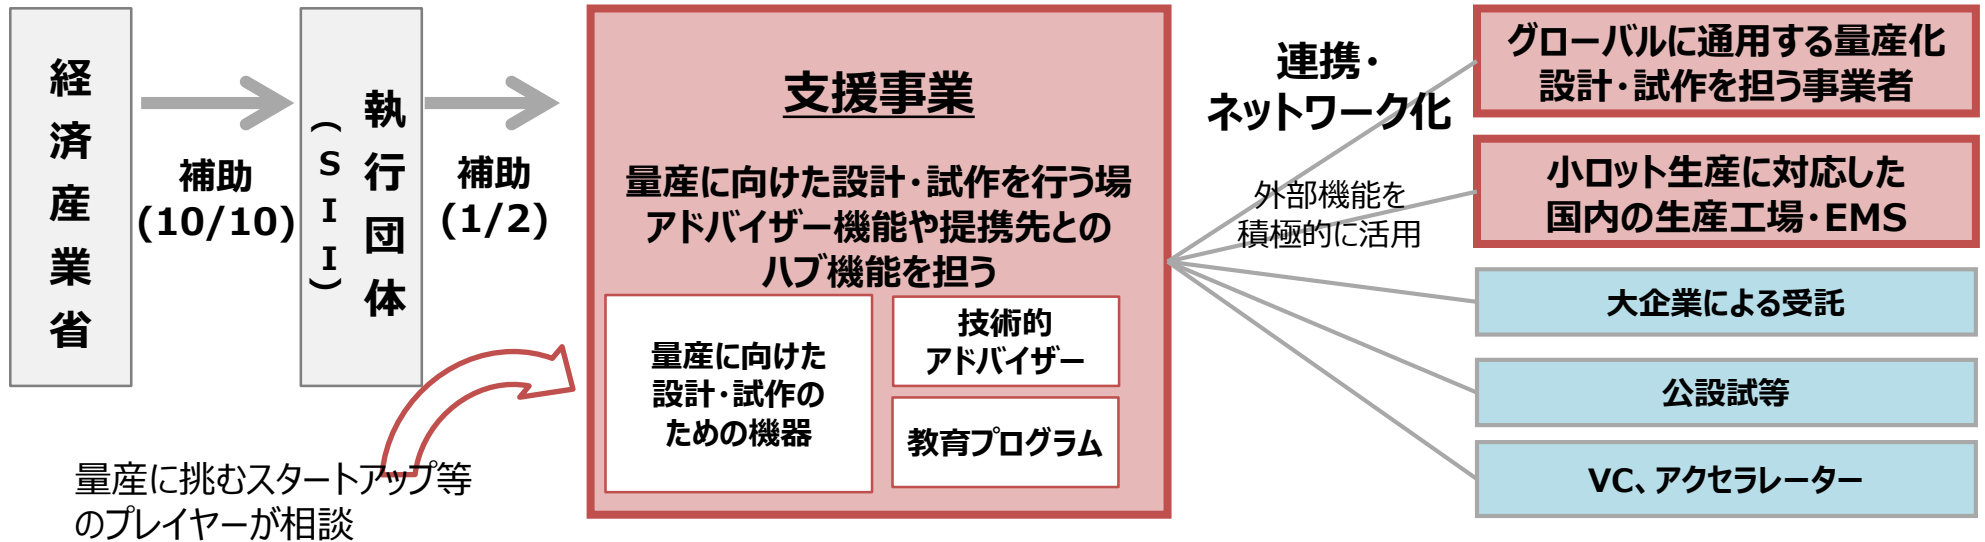 経済産業省
補助
(10/10)
執行団体
(SII)
補助
(1/2)
量産に挑むスタートアップ等
のプレイヤーが相談
支援事業
量産に向けた設計・試作を行う場
アドバイザー機能や提携先との
ハブ機能を担う
量産に向けた
設計・試作の
ための機器
技術的
アドバイザー
教育プログラム
連携・
ネットワーク化
外部機能を
積極的に活用
グローバルに通用する量産化
設計・試作を担う事業者
小ロット生産に対応した
国内の生産工場・EMS
大企業による受託
公設試等
VC、アクセラレーター